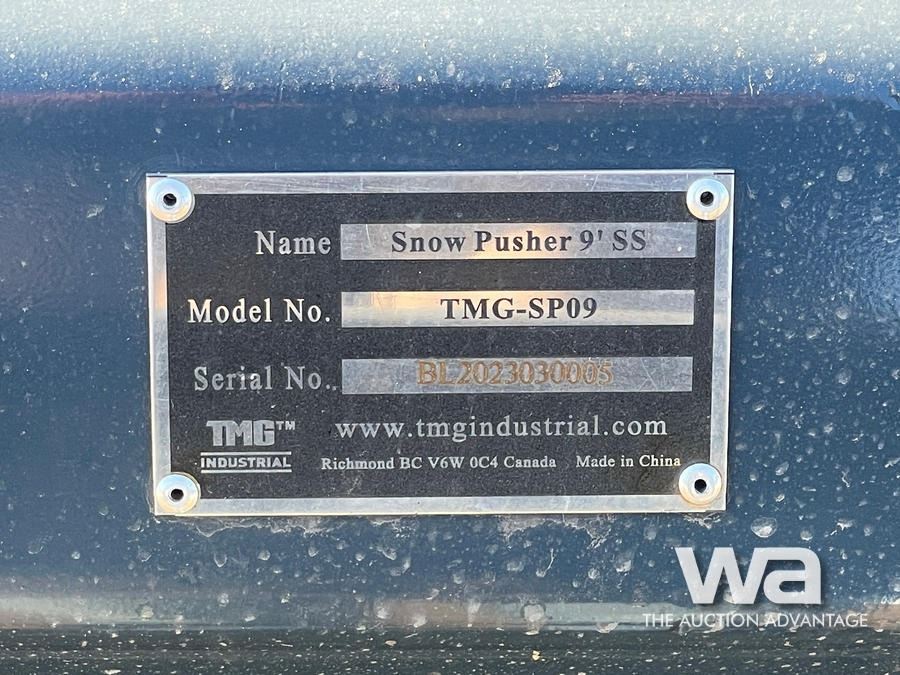 Name Snow Pusher 9' SS
Model No. TMG-SP09
Serial No.. BL2023030005
TMG™ www.tmgindustrial.com
INDUSTRIAL Richmond BC V6W 0C4 Canada Made in China
wa
THE AUCTION ADVANTAGE